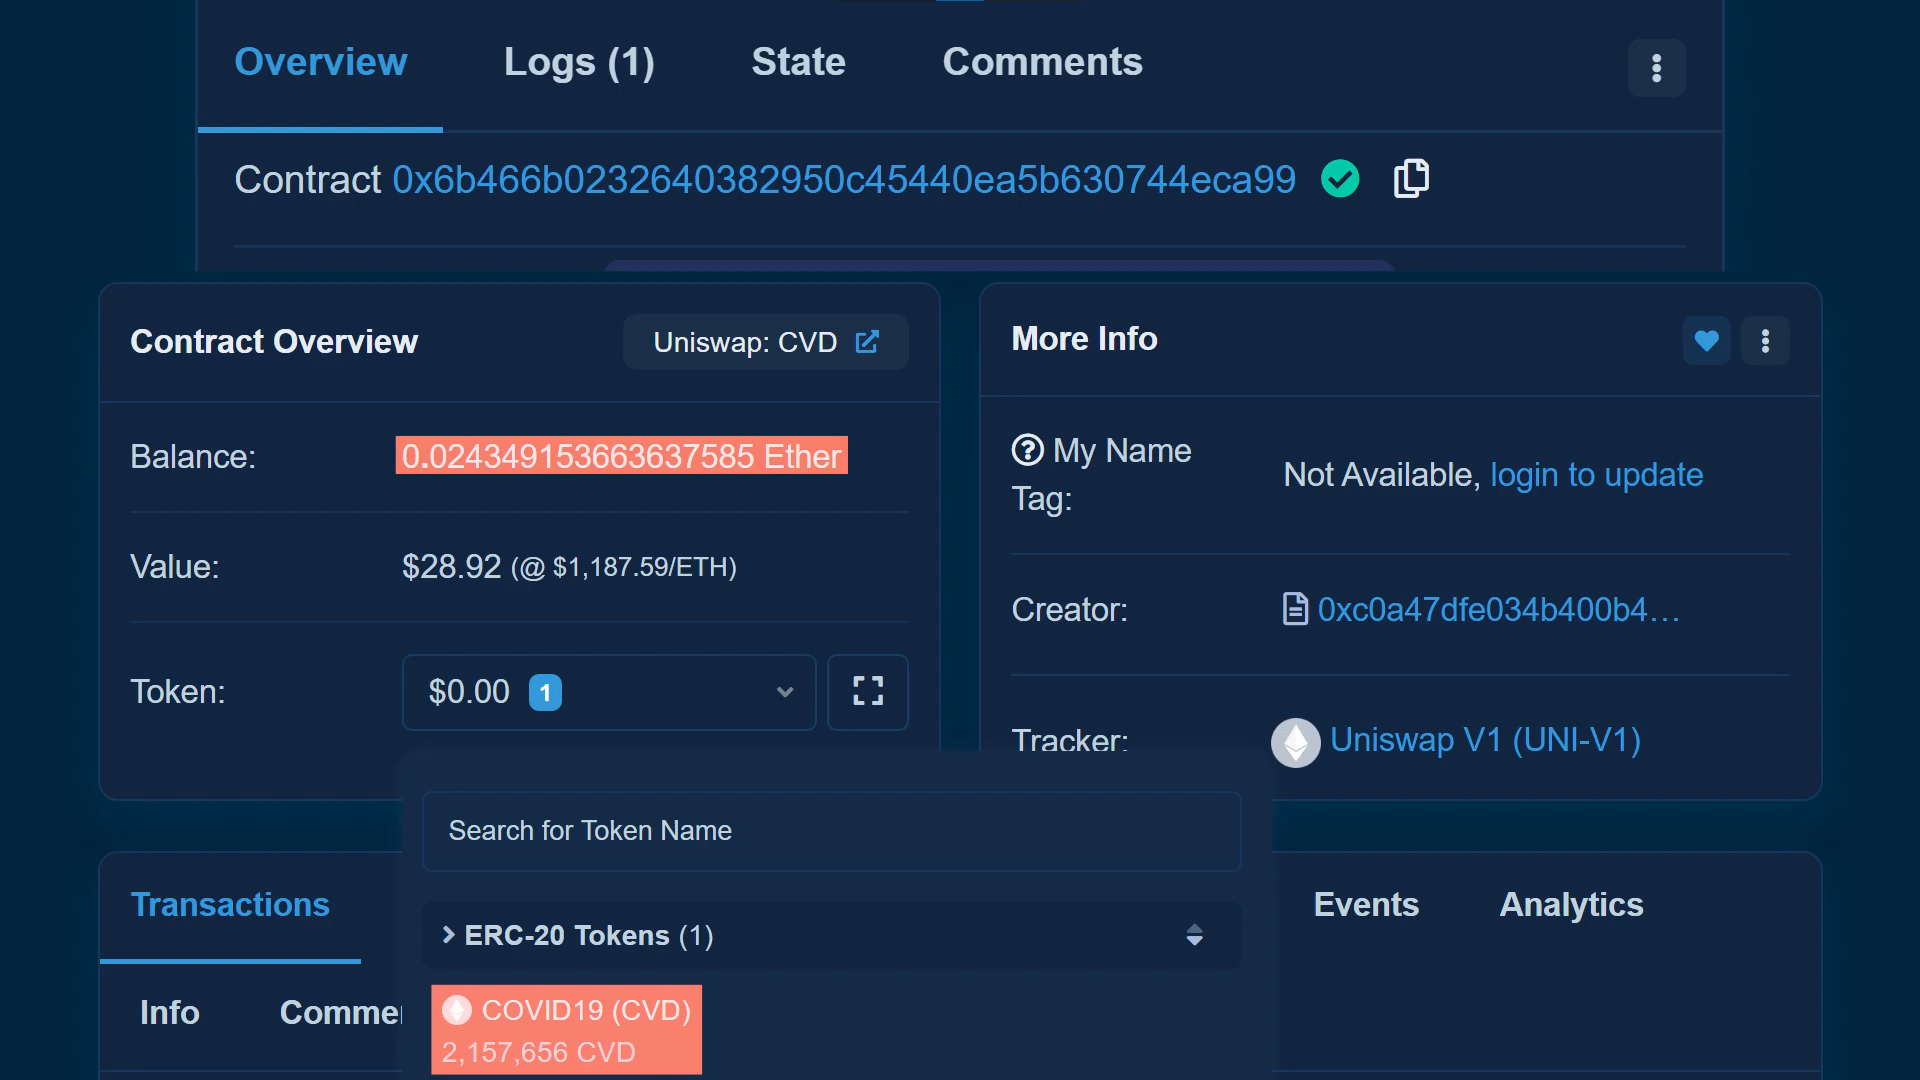 Overview Logs (1) State Comments
Contract 0x6b466b0232640382950c45440ea5b630744eca99
Contract Overview Uniswap: CVD
Balance: 0.024349153663637585 Ether
Value: $28.92 (@ $1,187.59/ETH)
Token: $0.00 1
More Info
My Name
Tag:
Not Available, login to update
Creator: 0xc0a47dfe034b400b4…
Tracker: Uniswap V1 (UNI-V1)
Search for Token Name
Transactions Events Analytics
ERC-20 Tokens (1)
Info Comme
COVID19 (CVD)
2,157,656 CVD